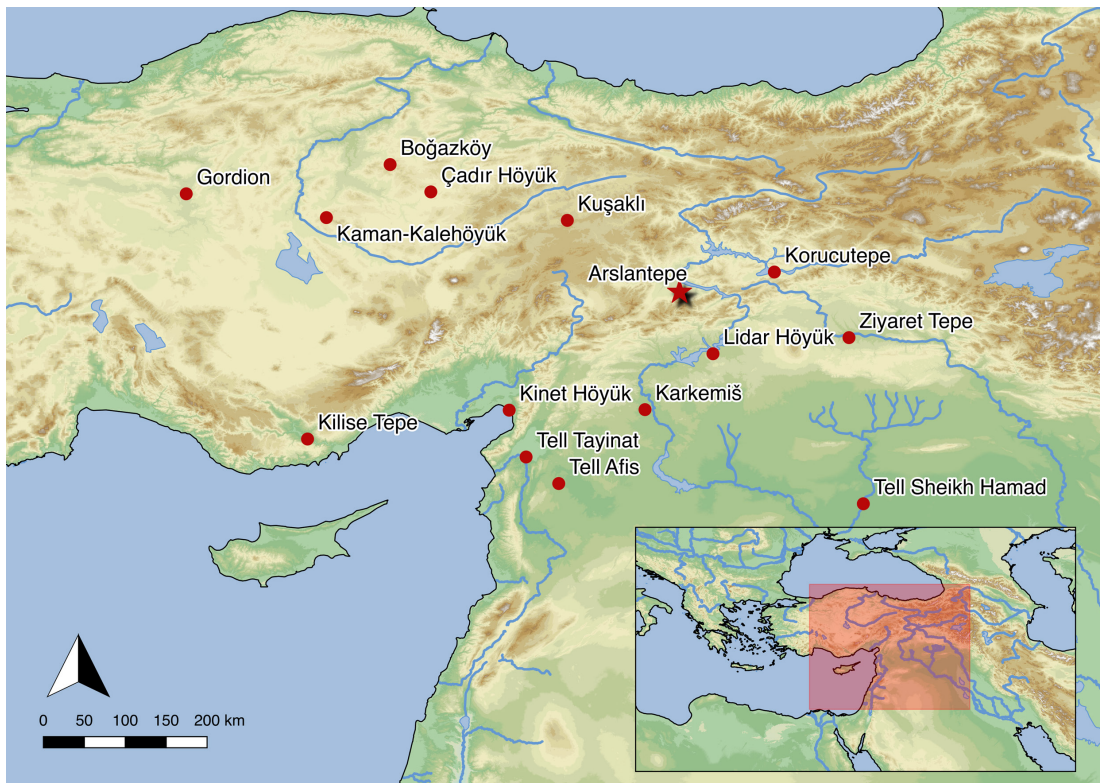 Boğazköy
Gordion
Çadır Höyük
Kuşaklı
Kaman-Kalehöyük
Korucutepe
Arslantepe
Ziyaret Tepe
Lidar Höyük
Kinet Höyük
Karkemiš
Kilise Tepe
Tell Tayinat
Tell Afis
Tell Sheikh Hamad
0 50 100 150 200 km